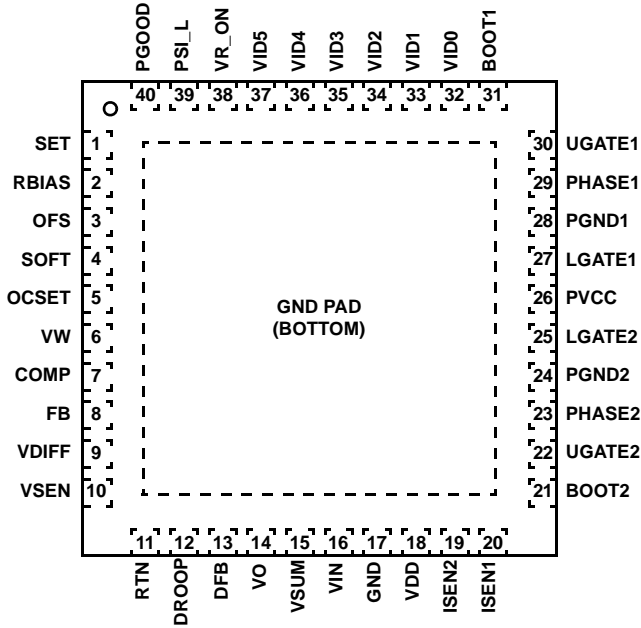 PGOOD
PSI_L
VR_ON
VID5
VID4
VID3
VID2
VID1
VID0
BOOT1
40
39
38
37
36
35
34
33
32
31
SET 1
RBIAS 2
OFS 3
SOFT 4
OCSET 5
VW 6
COMP 7
FB 8
VDIFF 9
VSEN 10
GND PAD
(BOTTOM)
30 UGATE1
29 PHASE1
28 PGND1
27 LGATE1
26 PVCC
25 LGATE2
24 PGND2
23 PHASE2
22 UGATE2
21 BOOT2
11
12
13
14
15
16
17
18
19
20
RTN
DROOP
DFB
VO
VSUM
VIN
GND
VDD
ISEN2
ISEN1